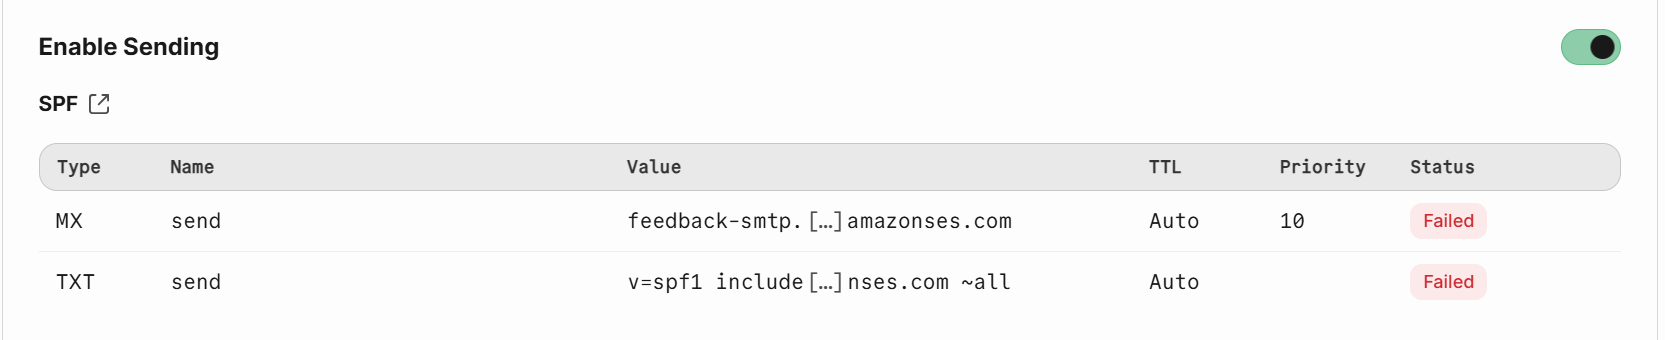 Enable Sending
SPF
Type Name Value TTL Priority Status
MX send feedback-smtp.[...]amazonses.com Auto 10 Failed
TXT send v=spf1 include[...]nses.com ~all Auto Failed